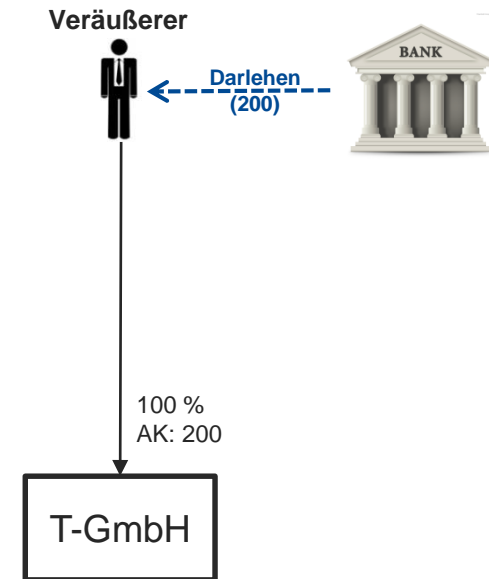 Veräußerer
BANK
Darlehen
(200)
100 %
AK: 200
T-GmbH